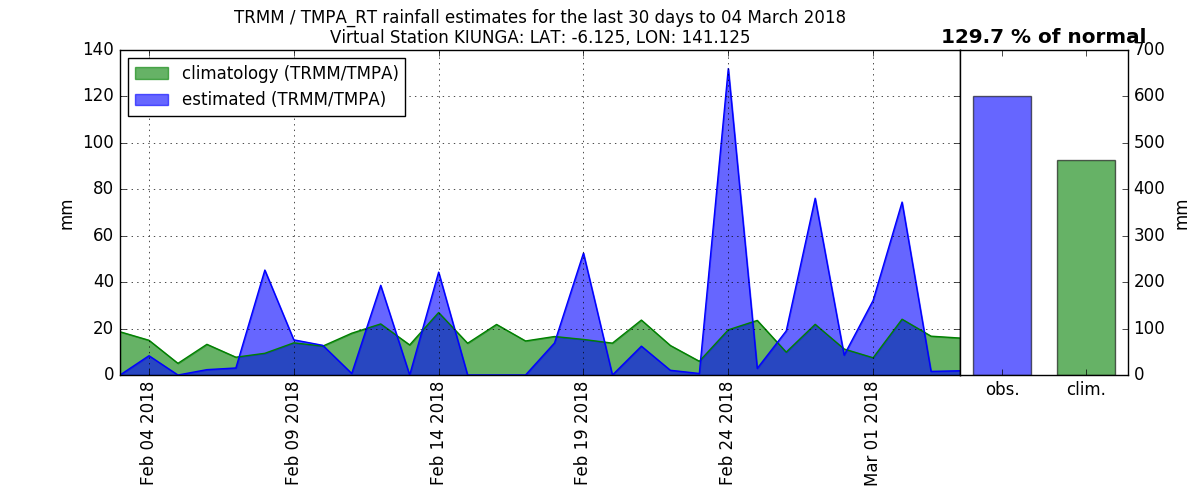 TRMM / TMPA_RT rainfall estimates for the last 30 days to 04 March 2018
Virtual Station KIUNGA: LAT: -6.125, LON: 141.125
129.7 % of normal
climatology (TRMM/TMPA)
estimated (TRMM/TMPA)
mm
140
120
100
80
60
40
20
0
Feb 04 2018
Feb 09 2018
Feb 14 2018
Feb 19 2018
Feb 24 2018
Mar 01 2018
700
600
500
400
300
200
100
0
mm
obs.
clim.